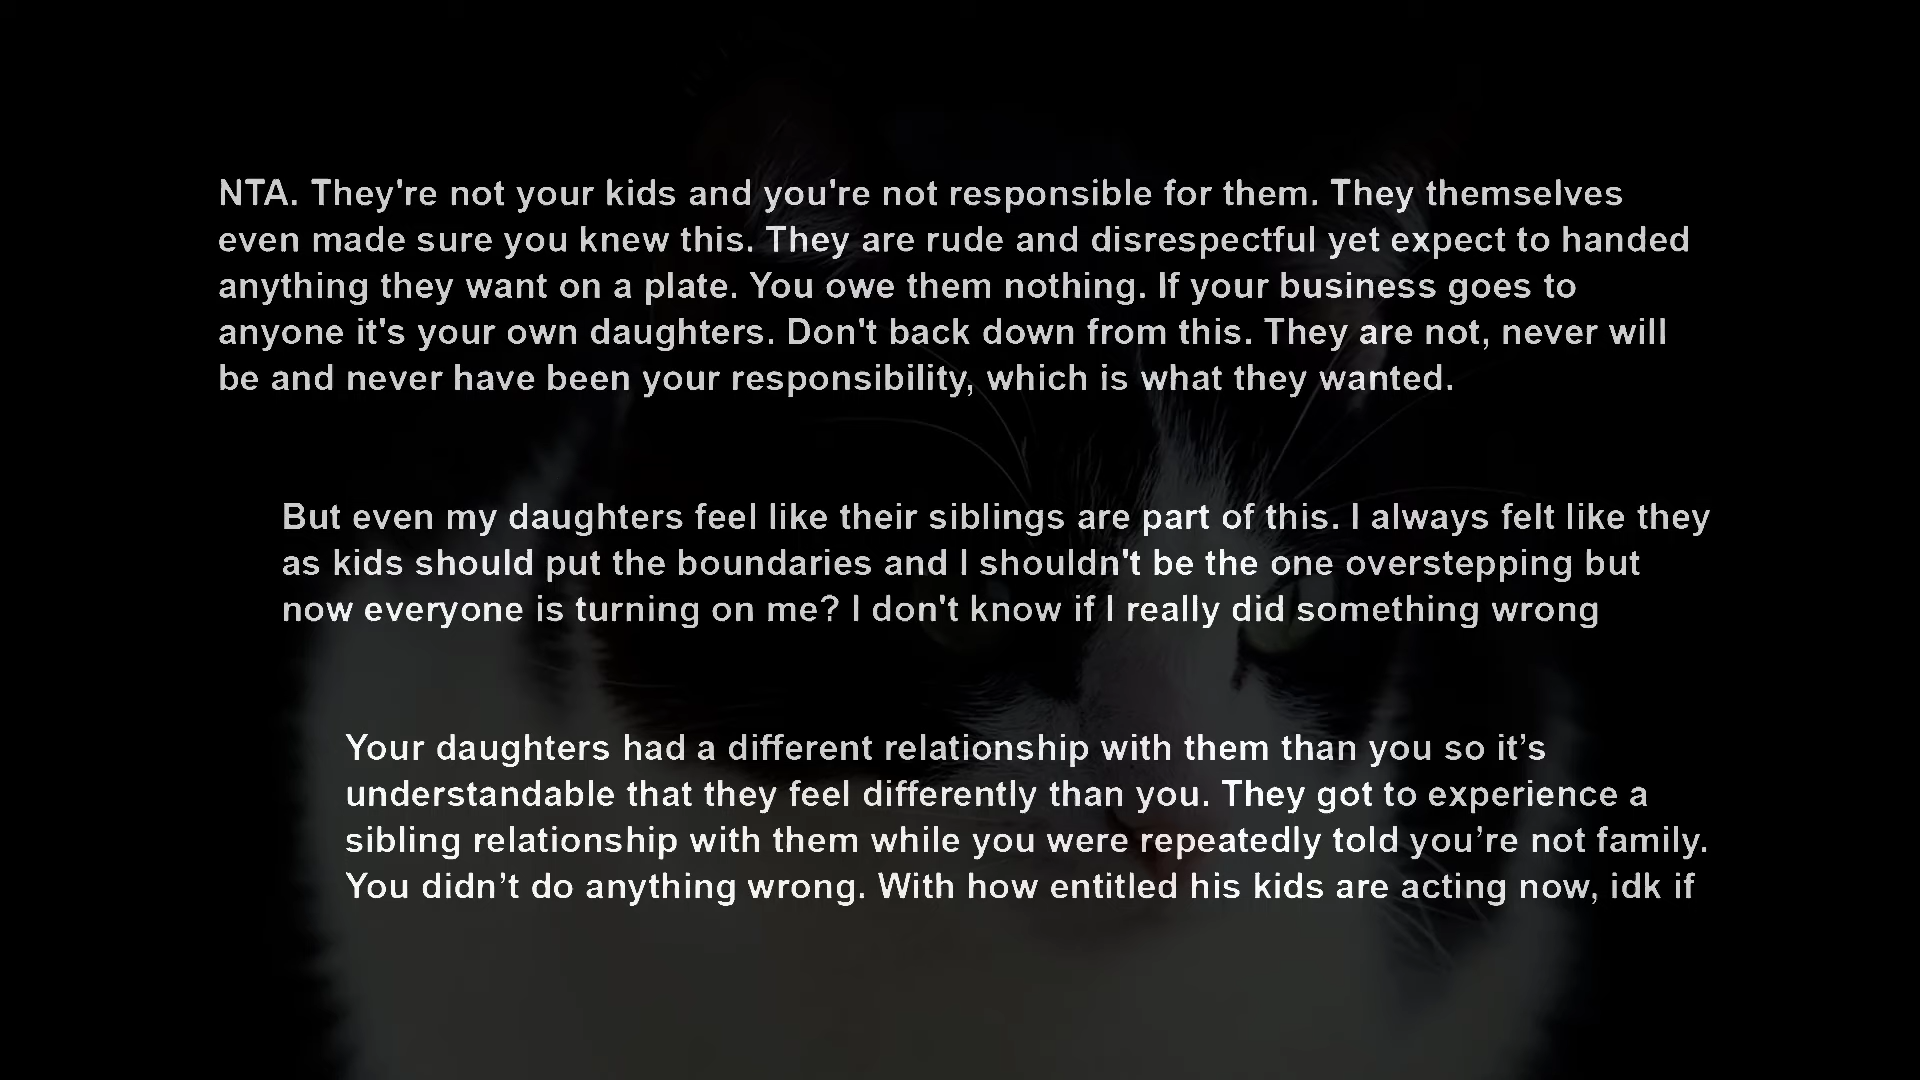 NTA. They're not your kids and you're not responsible for them. They themselves
even made sure you knew this. They are rude and disrespectful yet expect to handed
anything they want on a plate. You owe them nothing. If your business goes to
anyone it's your own daughters. Don't back down from this. They are not, never will
be and never have been your responsibility, which is what they wanted.
But even my daughters feel like their siblings are part of this. I always felt like they
as kids should put the boundaries and I shouldn't be the one overstepping but
now everyone is turning on me? I don't know if I really did something wrong
Your daughters had a different relationship with them than you so it’s
understandable that they feel differently than you. They got to experience a
sibling relationship with them while you were repeatedly told you’re not family.
You didn’t do anything wrong. With how entitled his kids are acting now, idk if